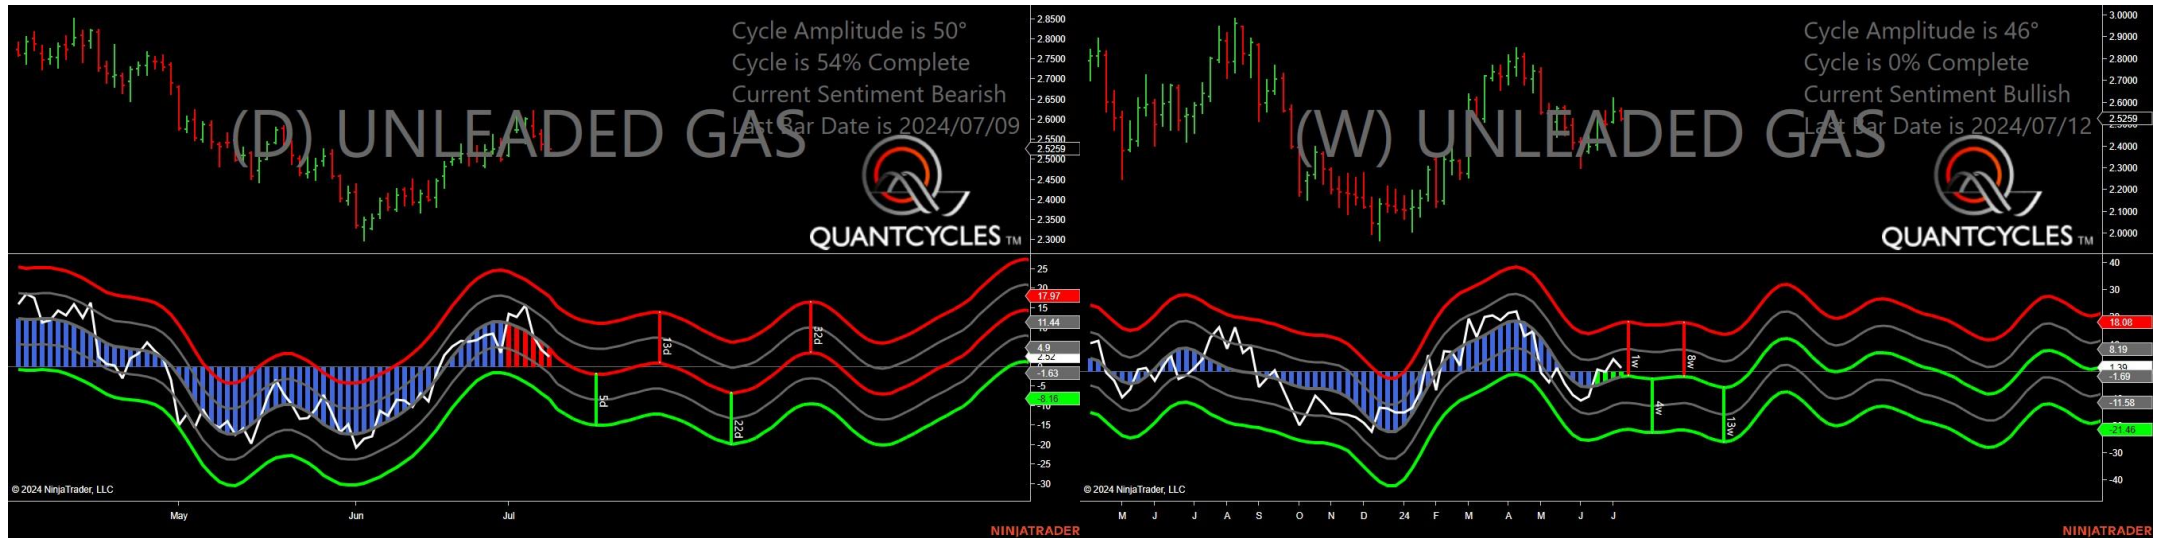 Cycle Amplitude is 50°
Cycle is 54% Complete
Current Sentiment Bearish
Last Bar Date is 2024/07/09
(D) UNLEADED GAS
QUANTCYCLES TM
2.8500
2.8000
2.7500
2.7000
2.6500
2.6000
2.5500
2.5259
2.5000
2.4500
2.4000
2.3500
2.3000
25
17.97
15
11.44
4.9
2.52
-1.63
-5
-8.16
-10
-15
-20
-25
-30
5d
13d
22d
32d
© 2024 NinjaTrader, LLC
May Jun Jul
NINJATRADER
Cycle Amplitude is 46°
Cycle is 0% Complete
Current Sentiment Bullish
Last Bar Date is 2024/07/12
(W) UNLEADED GAS
QUANTCYCLES TM
3.0000
2.9000
2.8000
2.7000
2.6000
2.5259
2.4000
2.3000
2.2000
2.1000
2.0000
40
30
18.08
8.19
1.39
-1.69
-11.58
-21.46
-30
-40
1w
4w
8w
13w
© 2024 NinjaTrader, LLC
M J J A S O N D 24 F M A M J J
NINJATRADER